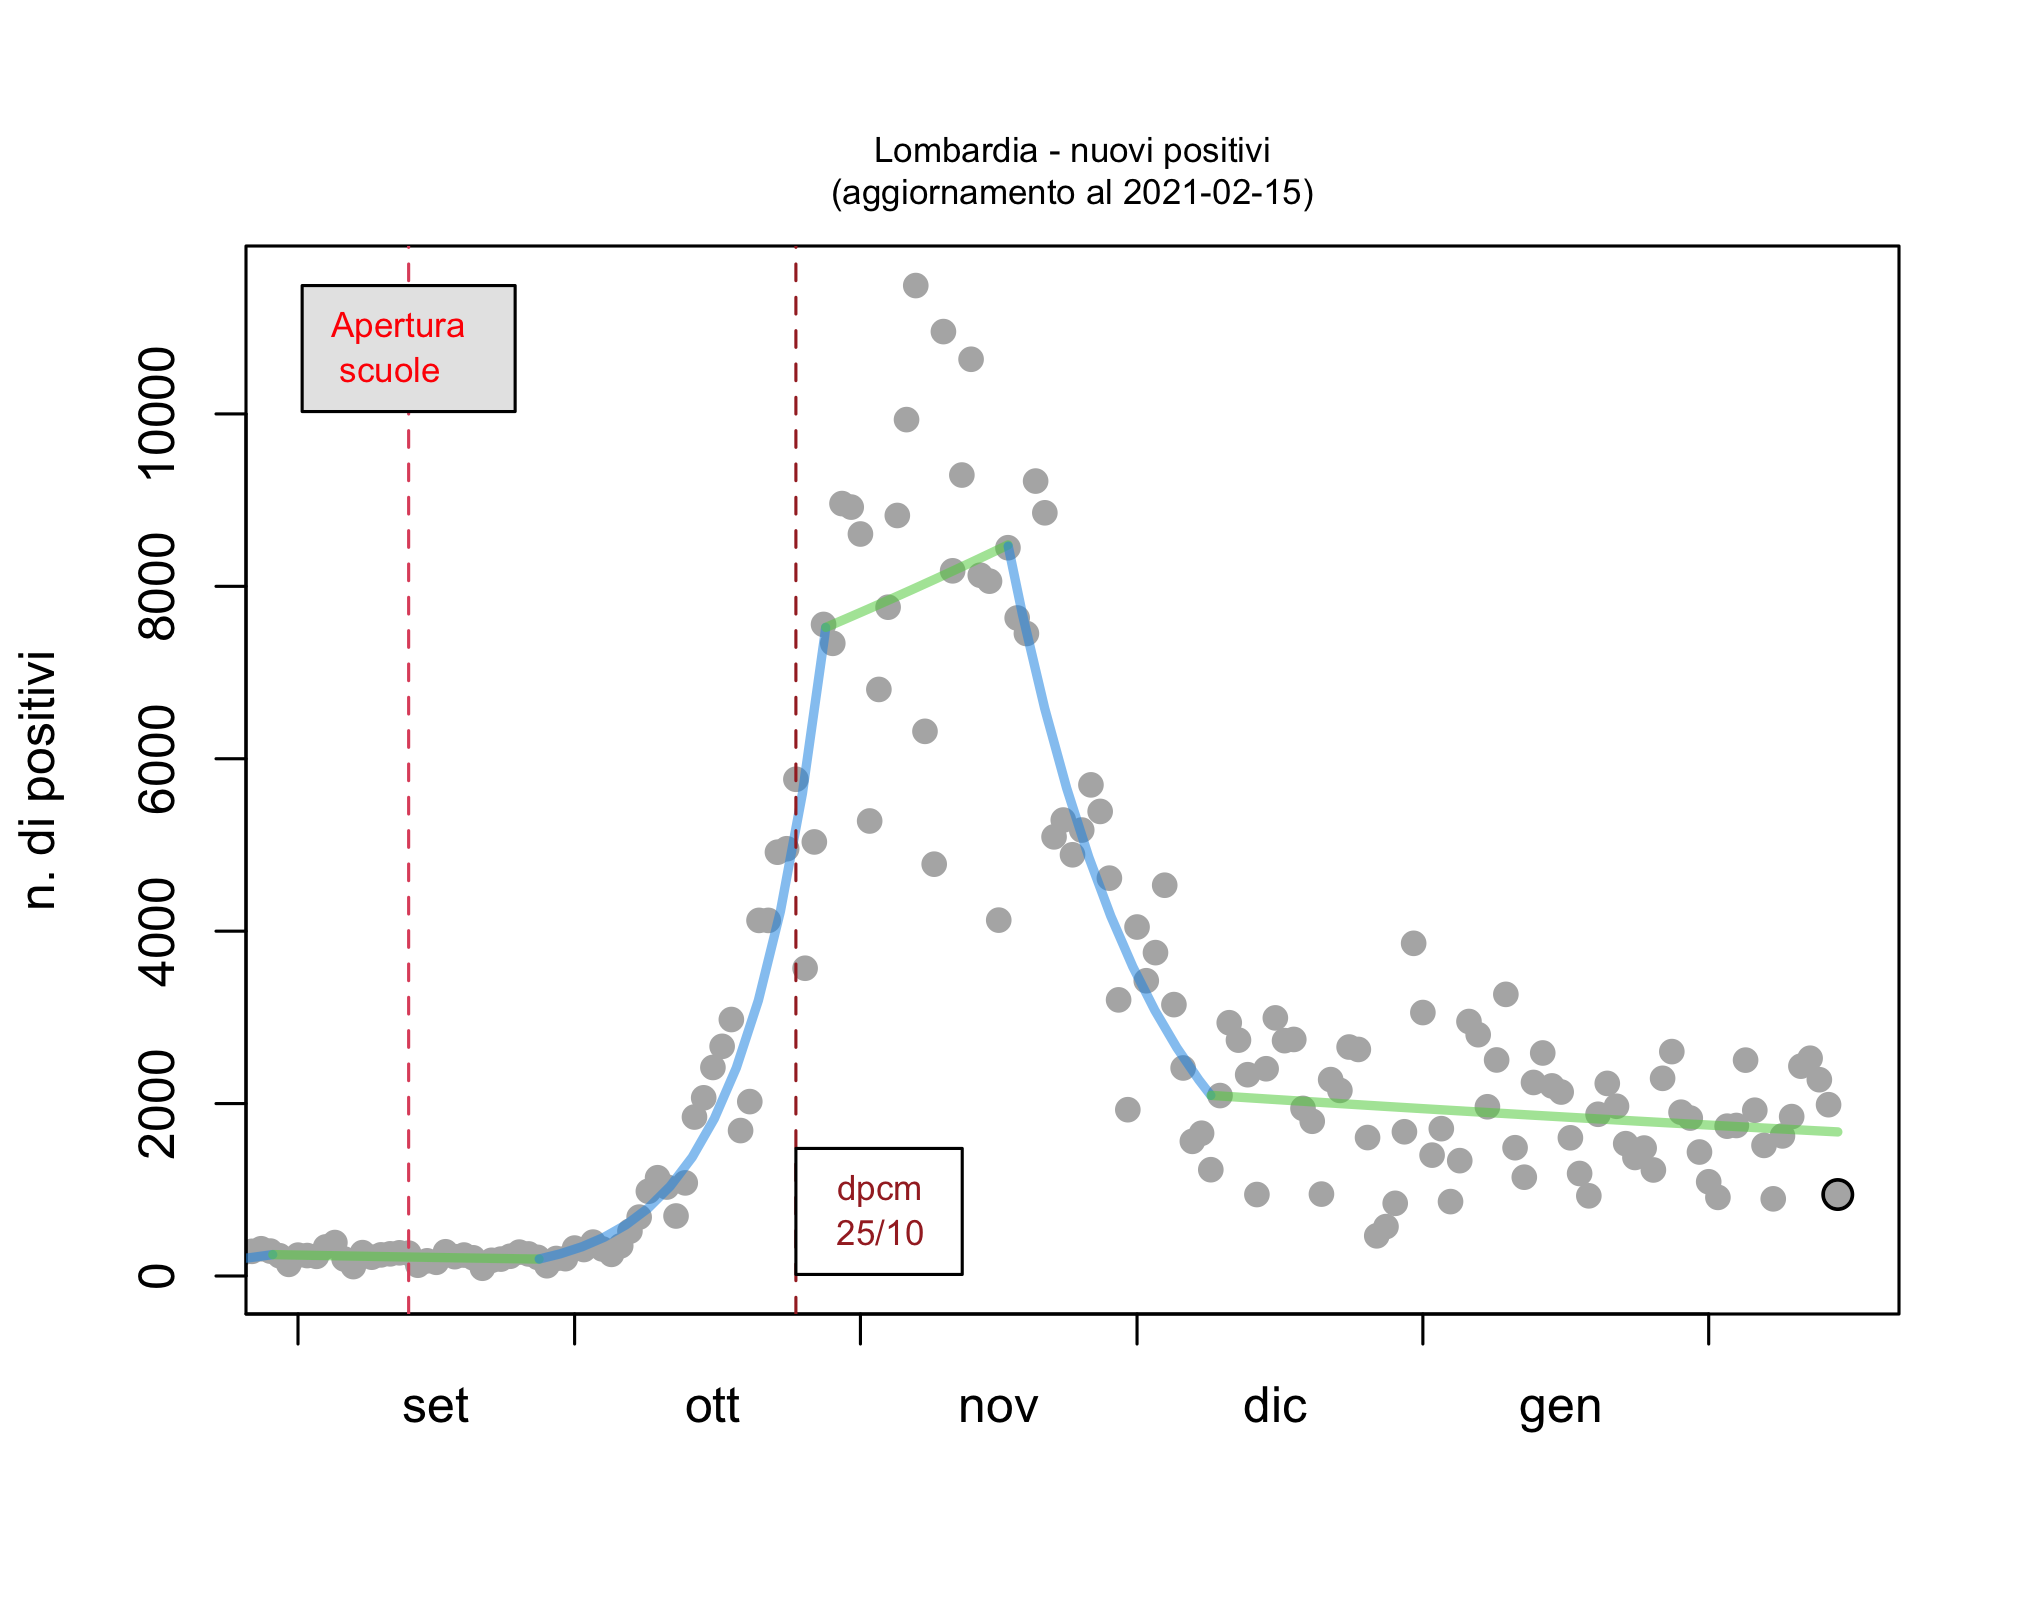 Lombardia - nuovi positivi
(aggiornamento al 2021-02-15)
n. di positivi
10000
8000
6000
4000
2000
0
Apertura
scuole
dpcm
25/10
set ott nov dic gen